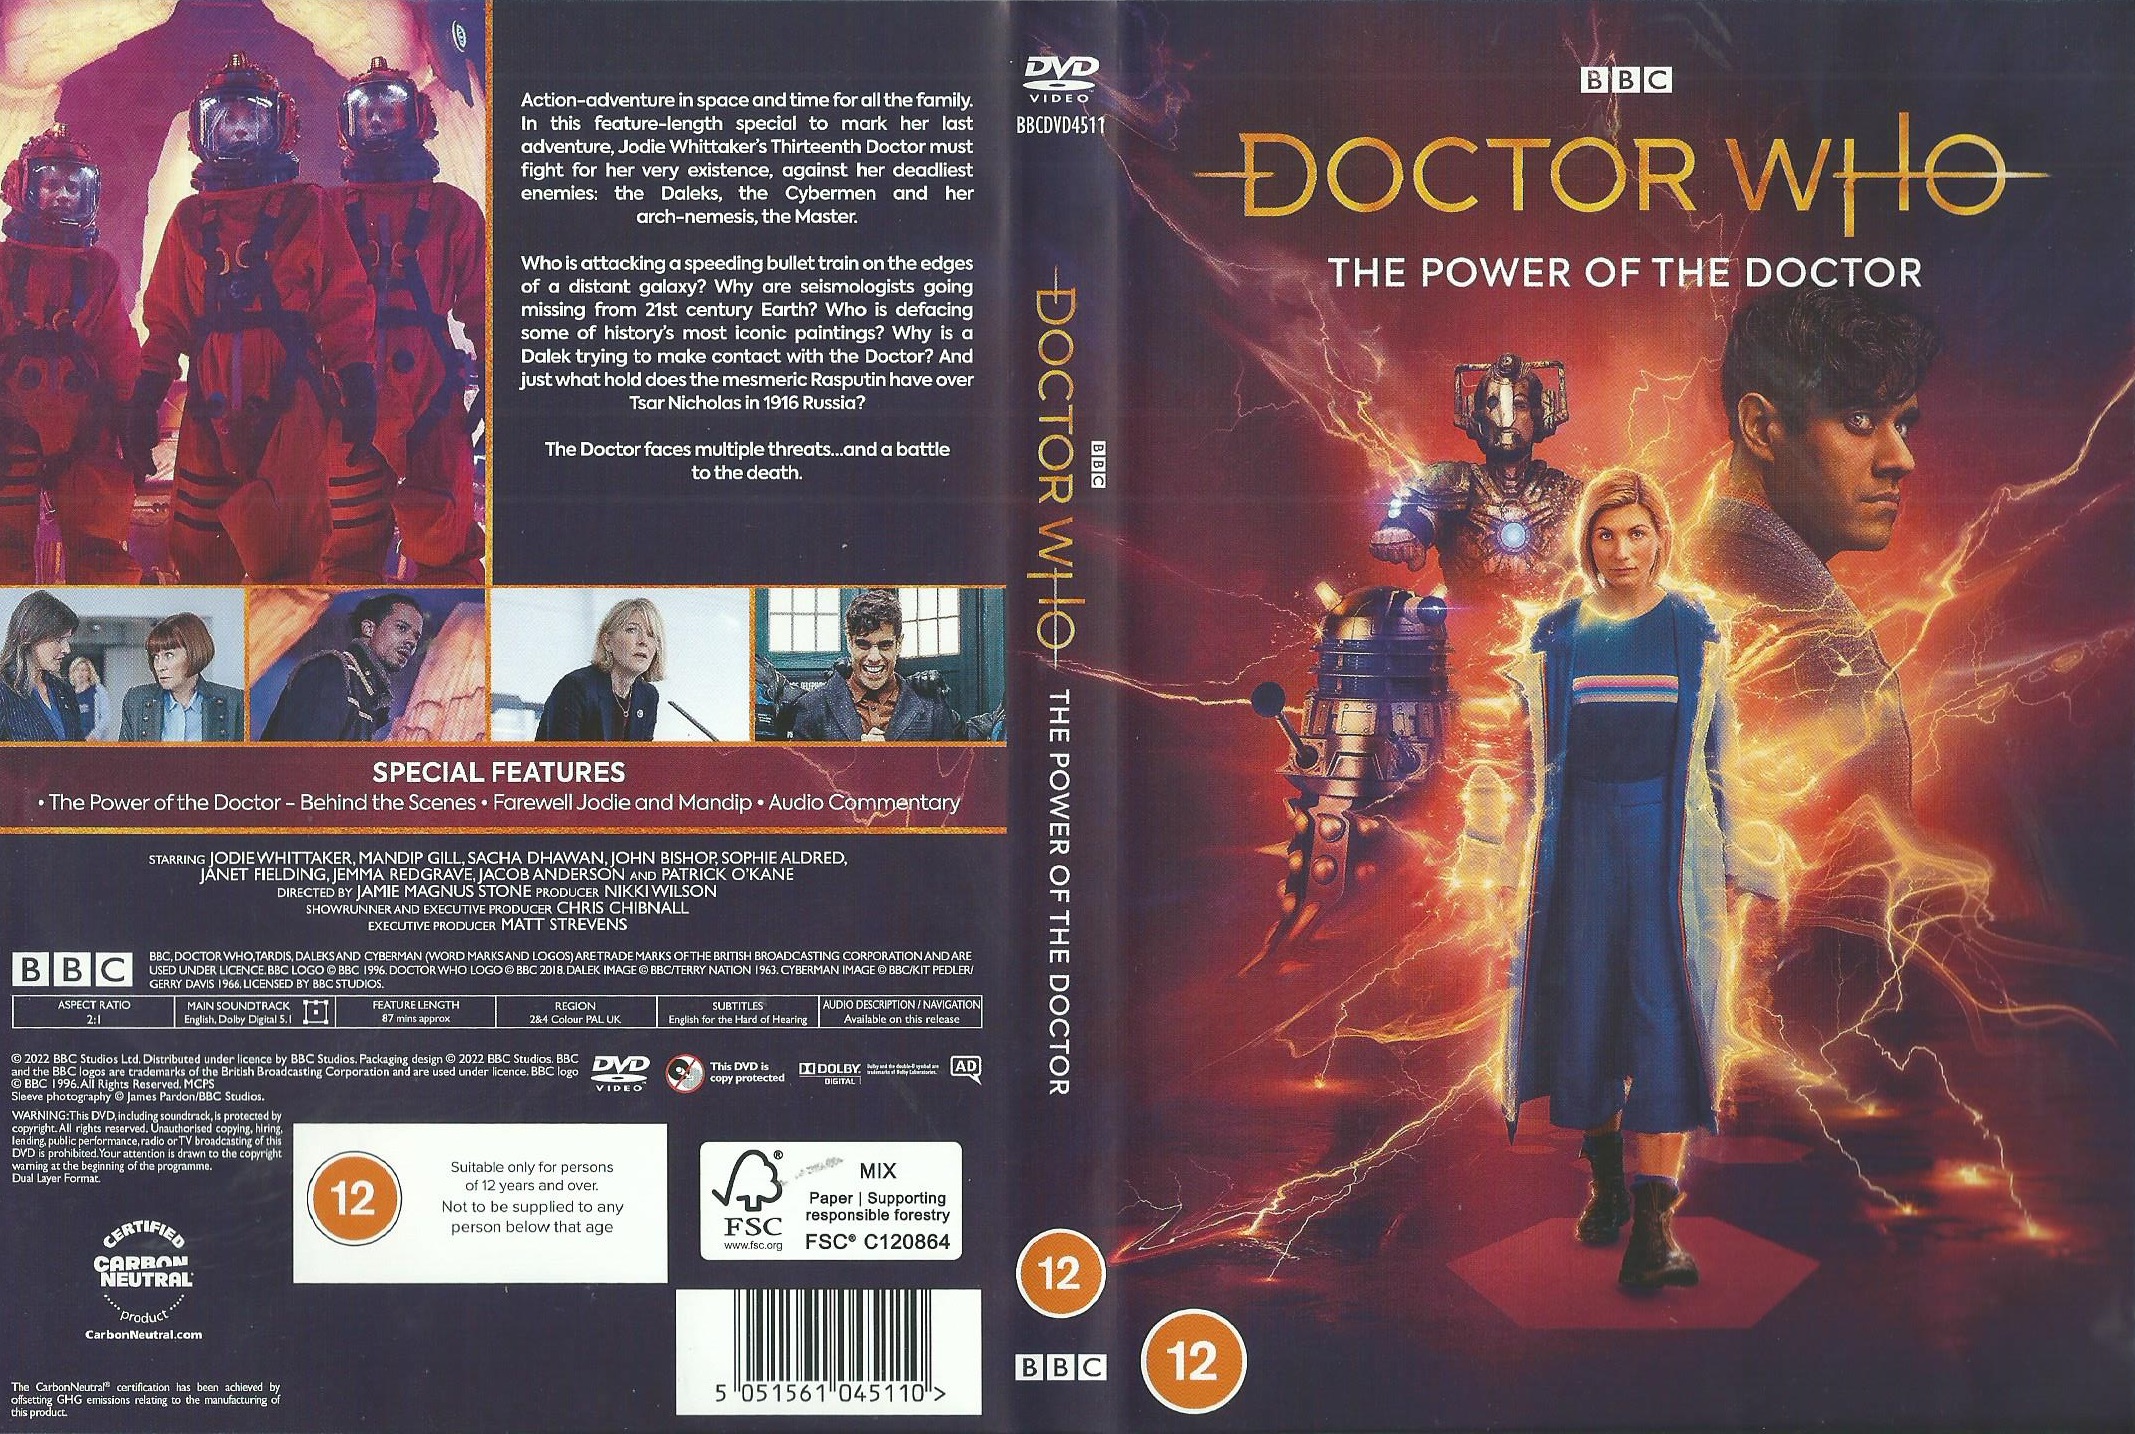 Action-adventure in space and time for all the family.
In this feature-length special to mark her last
adventure, Jodie Whittaker's Thirteenth Doctor must
fight for her very existence, against her deadliest
enemies: the Daleks, the Cybermen and her
arch-nemesis, the Master.
Who is attacking a speeding bullet train on the edges
of a distant galaxy? Why are seismologists going
missing from 21st century Earth? Who is defacing
some of history's most iconic paintings? Why is a
Dalek trying to make contact with the Doctor? And
just what hold does the mesmeric Rasputin have over
Tsar Nicholas in 1916 Russia?
The Doctor faces multiple threats...and a battle
to the death.
SPECIAL FEATURES
• The Power of the Doctor – Behind the Scenes • Farewell Jodie and Mandip • Audio Commentary
STARRING JODIE WHITTAKER, MANDIP GILL, SACHA DHAWAN, JOHN BISHOP, SOPHIE ALDRED,
JANET FIELDING, JEMMA REDGRAVE, JACOB ANDERSON AND PATRICK O'KANE
DIRECTED BY JAMIE MAGNUS STONE PRODUCER NIKKI WILSON
SHOWRUNNER AND EXECUTIVE PRODUCER CHRIS CHIBNALL
EXECUTIVE PRODUCER MATT STREVENS
BBC
BBC, DOCTOR WHO, TARDIS, DALEKS AND CYBERMAN (WORD MARKS AND LOGOS) ARE TRADE MARKS OF THE BRITISH BROADCASTING CORPORATION AND ARE
USED UNDER LICENCE. BBC LOGO © BBC 1996. DOCTOR WHO LOGO © BBC 2018. DALEK IMAGE © BBC/TERRY NATION 1963. CYBERMAN IMAGE © BBC/KIT PEDLER/
GERRY DAVIS 1966. LICENSED BY BBC STUDIOS.
ASPECT RATIO
2:1
MAIN SOUNDTRACK
English, Dolby Digital 5.1
FEATURE LENGTH
87 mins approx
REGION
2&4 Colour PAL UK
SUBTITLES
English for the Hard of Hearing
AUDIO DESCRIPTION / NAVIGATION
Available on this release
© 2022 BBC Studios Ltd. Distributed under licence by BBC Studios. Packaging design © 2022 BBC Studios. BBC
and the BBC logos are trademarks of the British Broadcasting Corporation and are used under licence. BBC logo
© BBC 1996. All Rights Reserved. MCPS
Sleeve photography © James Pardon/BBC Studios.
DVD
VIDEO
This DVD is
copy protected
DOLBY
DIGITAL
Dolby and the double-D symbol are
trademarks of Dolby Laboratories.
AD
WARNING: This DVD, including soundtrack, is protected by
copyright. All rights reserved. Unauthorised copying, hiring,
lending, public performance, radio or TV broadcasting of this
DVD is prohibited. Your attention is drawn to the copyright
warning at the beginning of the programme.
Dual Layer Format.
12
Suitable only for persons
of 12 years and over.
Not to be supplied to any
person below that age
FSC
www.fsc.org
MIX
Paper | Supporting
responsible forestry
FSC® C120864
CERTIFIED
CARBON
NEUTRAL
product
CarbonNeutral.com
The CarbonNeutral® certification has been achieved by
offsetting GHG emissions relating to the manufacturing of
this product.
5 051561 045110 >
DVD
VIDEO
BBCDVD4511
DOCTOR WHO THE POWER OF THE DOCTOR
BBC
12
BBC
BBC
DOCTOR WHO
THE POWER OF THE DOCTOR
12